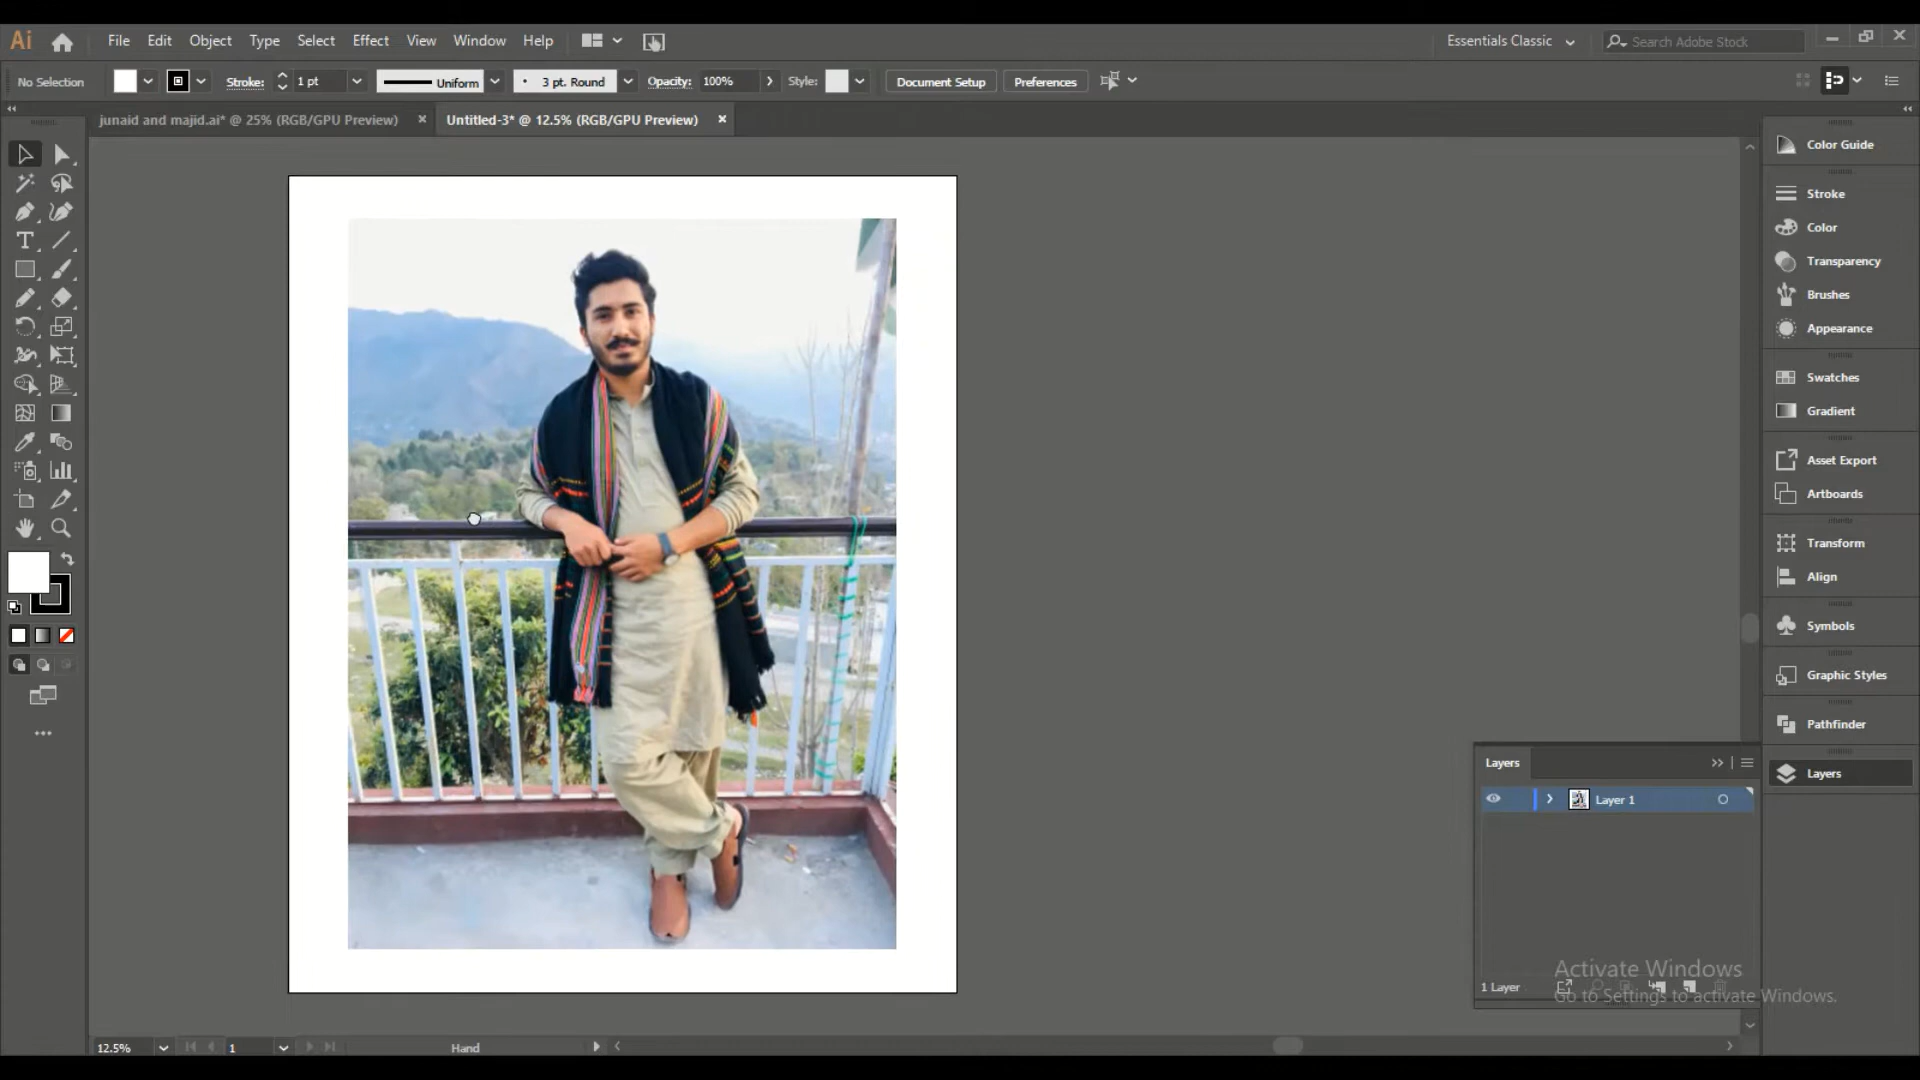 Ai File Edit Object Type Select Effect View Window Help Essentials Classic Search Adobe Stock
No Selection Stroke: 1 pt Uniform 3 pt. Round Opacity: 100% Style: Document Setup Preferences
junaid and majid.ai* @ 25% (RGB/GPU Preview) × Untitled-3* @ 12.5% (RGB/GPU Preview) ×
Color Guide
Stroke
Color
Transparency
Brushes
Appearance
Swatches
Gradient
Asset Export
Artboards
Transform
Align
Symbols
Graphic Styles
Pathfinder
Layers
Layers
Layer 1
Activate Windows
1 Layer
Go to Settings to activate Windows.
12.5% 1 Hand